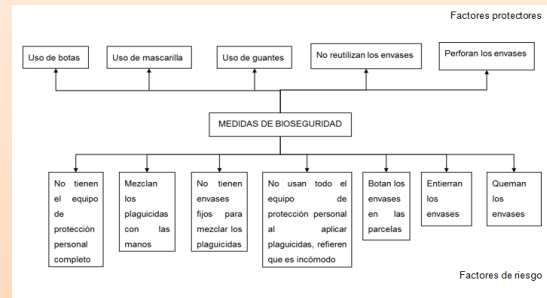 Factores protectores
Uso de botas
Uso de mascarilla
Uso de guantes
No reutilizan los envases
Perforan los envases
MEDIDAS DE BIOSEGURIDAD
No tienen
el equipo
de
protección
personal
completo
Mezclan
los
plaguicidas
con las
manos
No tienen
envases
fijos para
mezclar los
plaguicidas
No usan todo el
equipo de
protección personal
al aplicar
plaguicidas, refieren
que es incómodo
Botan los
envases
en las
parcelas
Entierran
los
envases
Queman
los
envases
Factores de riesgo